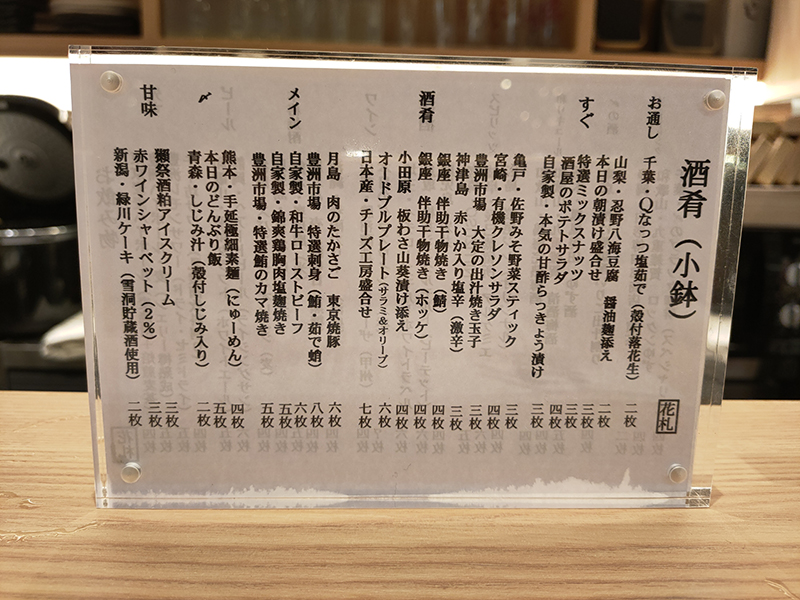 酒肴（小鉢）
花札
お通し
千葉・Qなっつ塩茹で（殻付落花生） 二枚
山梨・忍野八海豆腐 醤油麹添え 二枚
すぐ
本日の朝漬け盛合せ 二枚
特選ミックスナッツ 三枚
酒屋のポテトサラダ 四枚
自家製・本気の甘酢らっきょう漬け 三枚
酒肴
亀戸・佐野みそ野菜スティック 三枚
宮崎・有機クレソンサラダ 四枚
豊洲市場 大定の出汁焼き玉子 三枚
神津島 赤いか入り塩辛（激辛） 三枚
銀座 伴助干物焼き（鯖） 四枚
銀座 伴助干物焼き（ホッケ） 四枚
小田原 板わさ山葵漬け添え 四枚
オードブルプレート（サラミ＆オリーブ） 六枚
日本産・チーズ工房盛合せ 七枚
メイン
月島 肉のたかさご 東京焼豚 六枚
豊洲市場 特選刺身（鮪・茹で蛸） 八枚
自家製・和牛ローストビーフ 六枚
自家製・錦爽鶏胸肉塩麹焼き 五枚
豊洲市場・特選鮪のカマ焼き 五枚
〆
熊本・手延極細素麺（にゅーめん） 四枚
本日のどんぶり飯 五枚
青森・しじみ汁（殻付しじみ入り） 二枚
甘味
獺祭酒粕アイスクリーム 三枚
赤ワインシャーベット（2％） 三枚
新潟・緑川ケーキ（雪洞貯蔵酒使用） 二枚